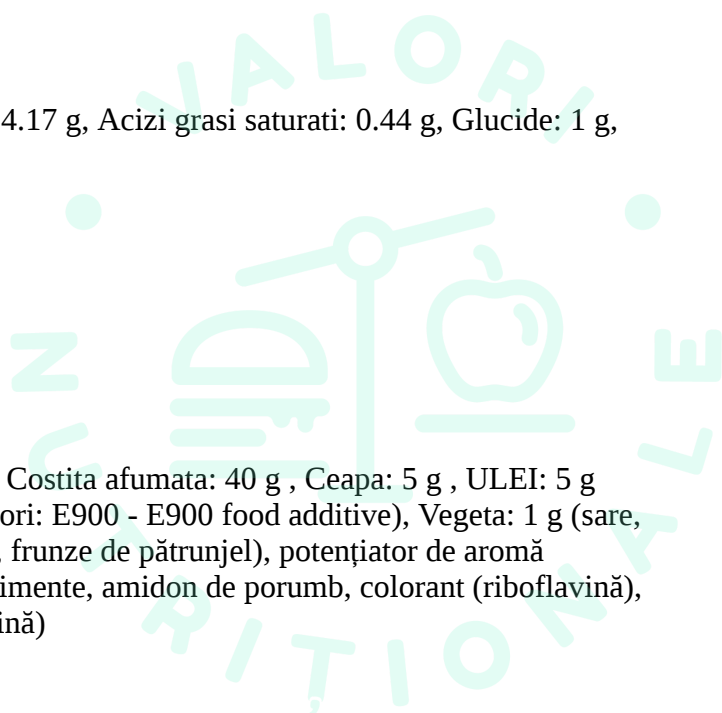 VALORI
4.17 g, Acizi grasi saturati: 0.44 g, Glucide: 1 g,
Costita afumata: 40 g , Ceapa: 5 g , ULEI: 5 g
ori: E900 - E900 food additive), Vegeta: 1 g (sare,
, frunze de pătrunjel), potențiator de aromă
imente, amidon de porumb, colorant (riboflavină),
ină)
NUTRIȚIONALE